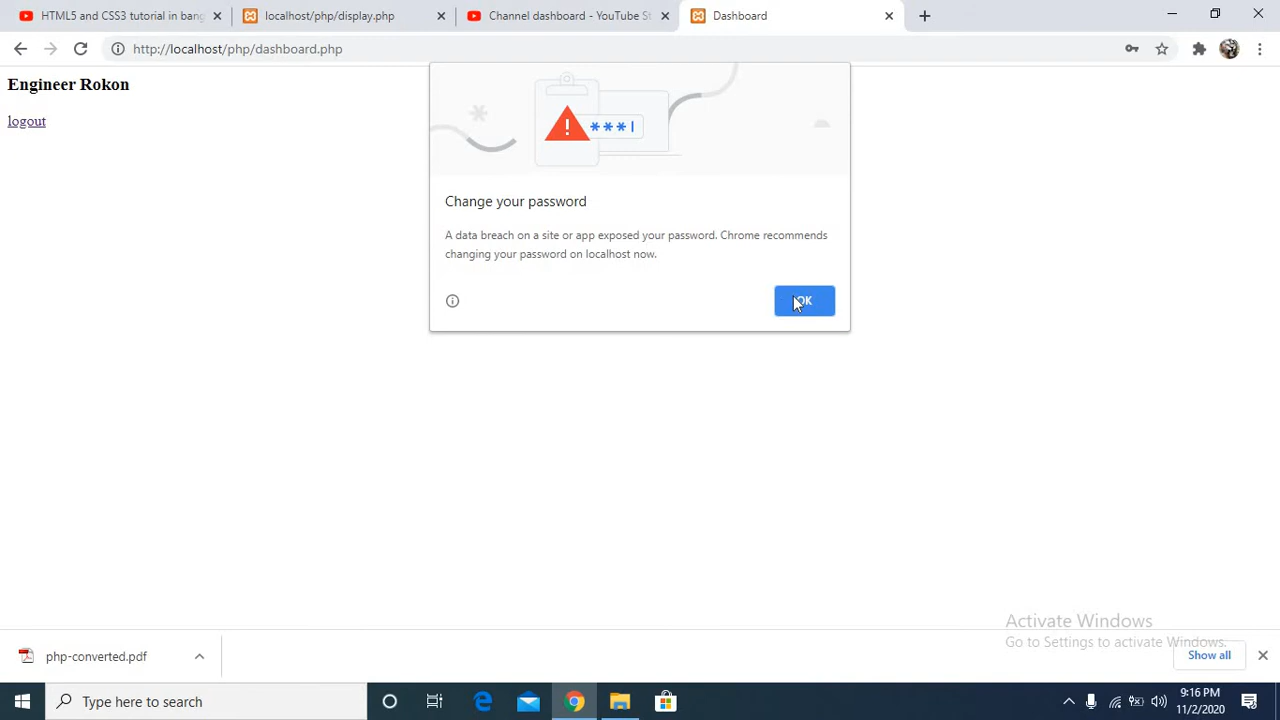 HTML5 and CSS3 tutorial in bang
localhost/php/display.php
Channel dashboard - YouTube St
Dashboard
http://localhost/php/dashboard.php
Engineer Rokon
logout
***|
Change your password
A data breach on a site or app exposed your password. Chrome recommends
changing your password on localhost now.
OK
Activate Windows
Go to Settings to activate Windows.
php-converted.pdf
Show all
Type here to search
9:16 PM
11/2/2020